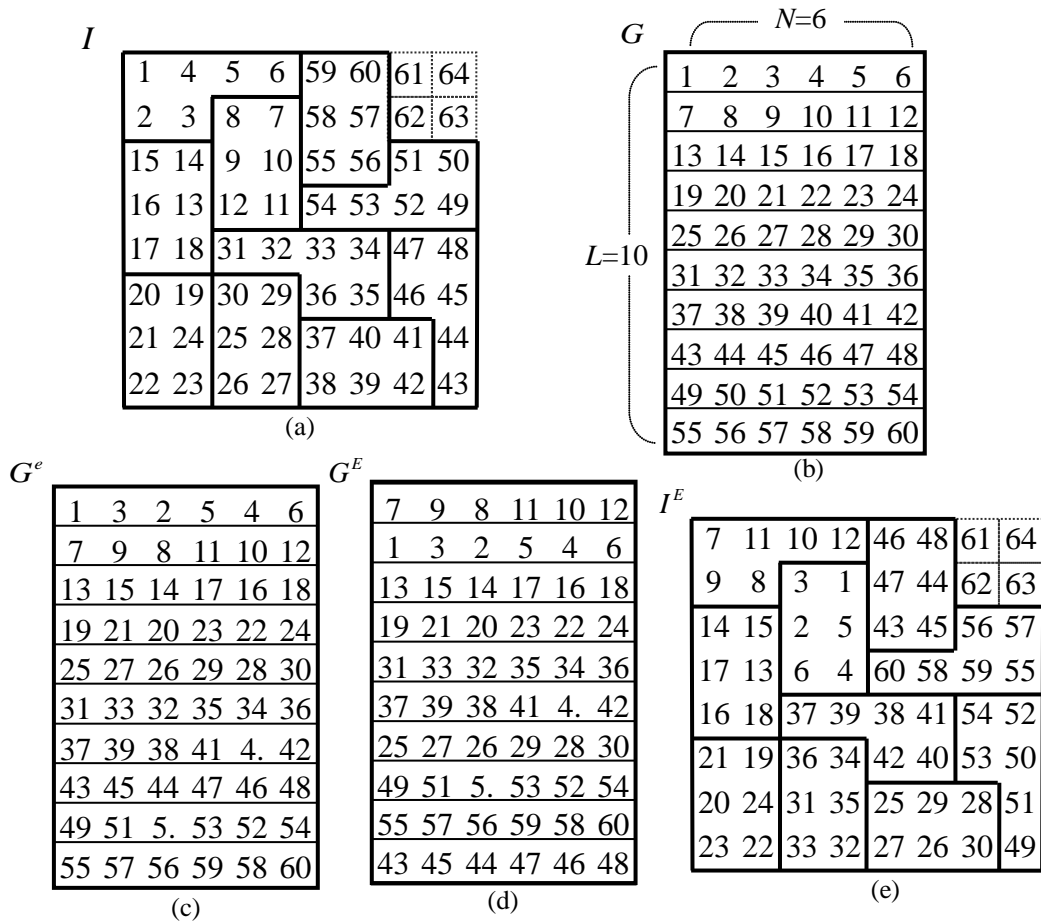 I
1 4 5 6 59 60 61 64
2 3 8 7 58 57 62 63
15 14 9 10 55 56 51 50
16 13 12 11 54 53 52 49
17 18 31 32 33 34 47 48
20 19 30 29 36 35 46 45
21 24 25 28 37 40 41 44
22 23 26 27 38 39 42 43
(a)
G
N=6
L=10
1 2 3 4 5 6
7 8 9 10 11 12
13 14 15 16 17 18
19 20 21 22 23 24
25 26 27 28 29 30
31 32 33 34 35 36
37 38 39 40 41 42
43 44 45 46 47 48
49 50 51 52 53 54
55 56 57 58 59 60
(b)
G^e
1 3 2 5 4 6
7 9 8 11 10 12
13 15 14 17 16 18
19 21 20 23 22 24
25 27 26 29 28 30
31 33 32 35 34 36
37 39 38 41 4. 42
43 45 44 47 46 48
49 51 5. 53 52 54
55 57 56 59 58 60
(c)
G^E
7 9 8 11 10 12
1 3 2 5 4 6
13 15 14 17 16 18
19 21 20 23 22 24
31 33 32 35 34 36
37 39 38 41 4. 42
25 27 26 29 28 30
49 51 5. 53 52 54
55 57 56 59 58 60
43 45 44 47 46 48
(d)
I^E
7 11 10 12 46 48 61 64
9 8 3 1 47 44 62 63
14 15 2 5 43 45 56 57
17 13 6 4 60 58 59 55
16 18 37 39 38 41 54 52
21 19 36 34 42 40 53 50
20 24 31 35 25 29 28 51
23 22 33 32 27 26 30 49
(e)